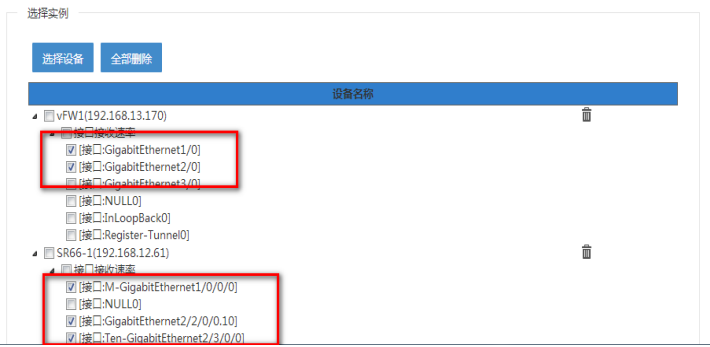 选择实例
选择设备 全部删除
设备名称
vFW1(192.168.13.170)
接口接收速率
[接口:GigabitEthernet1/0]
[接口:GigabitEthernet2/0]
[接口:GigabitEthernet3/0]
[接口:NULL0]
[接口:InLoopBack0]
[接口:Register-Tunnel0]
SR66-1(192.168.12.61)
接口接收速率
[接口:M-GigabitEthernet1/0/0/0]
[接口:NULL0]
[接口:GigabitEthernet2/2/0/0.10]
[接口:Ten-GigabitEthernet2/3/0/0]